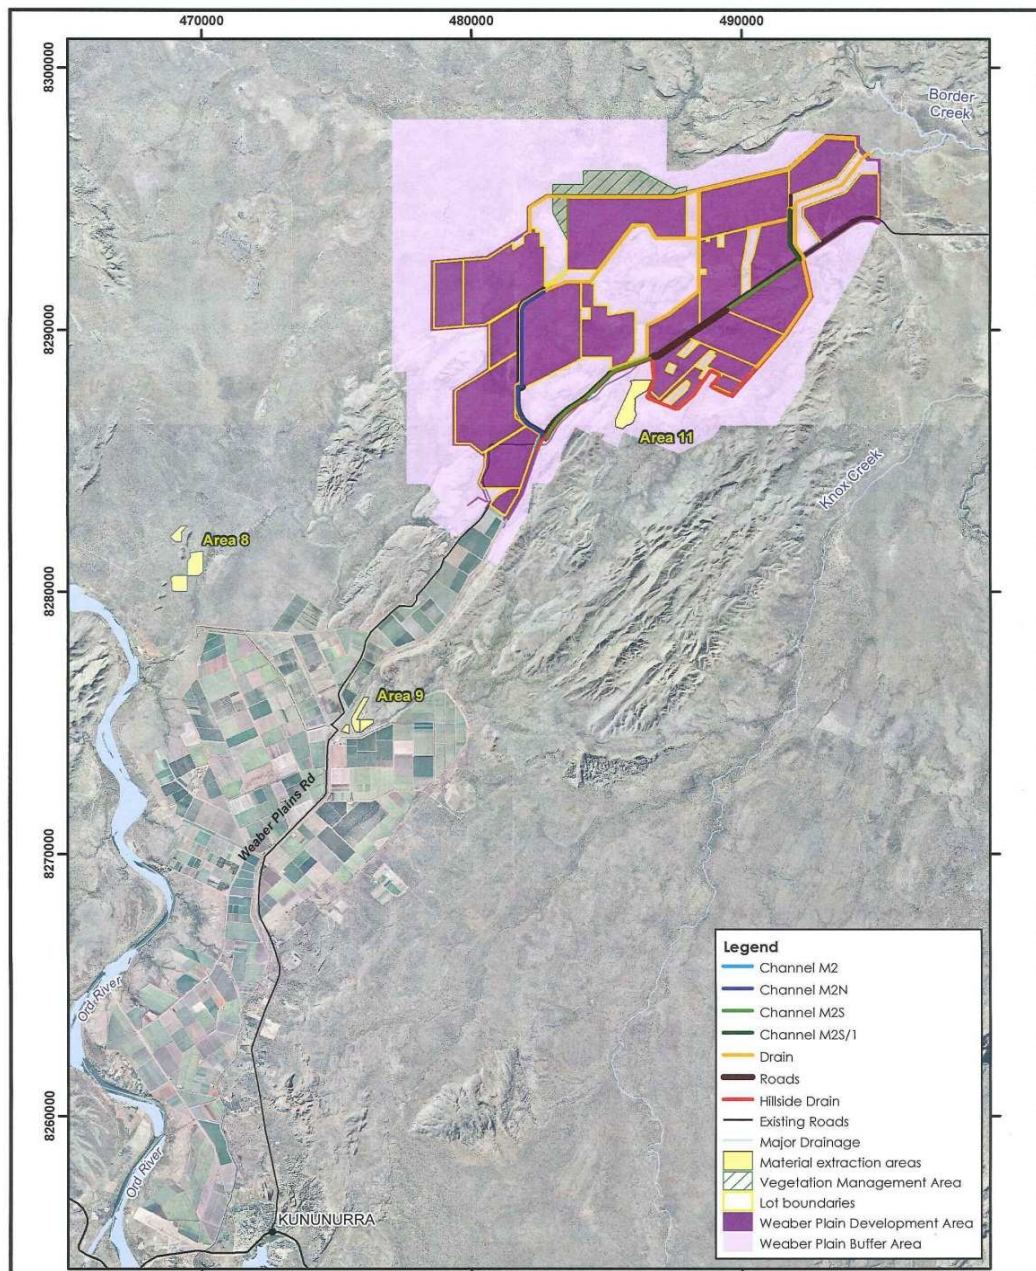 470000
480000
490000
8300000
Border
Creek
8290000
Area 11
Knox Creek
Area 8
8280000
Area 9
Weaber Plains Rd
8270000
Ord River
8260000
Ord River
KUNUNURRA
Legend
Channel M2
Channel M2N
Channel M2S
Channel M2S/1
Drain
Roads
Hillside Drain
Existing Roads
Major Drainage
Material extraction areas
Vegetation Management Area
Lot boundaries
Weaber Plain Development Area
Weaber Plain Buffer Area